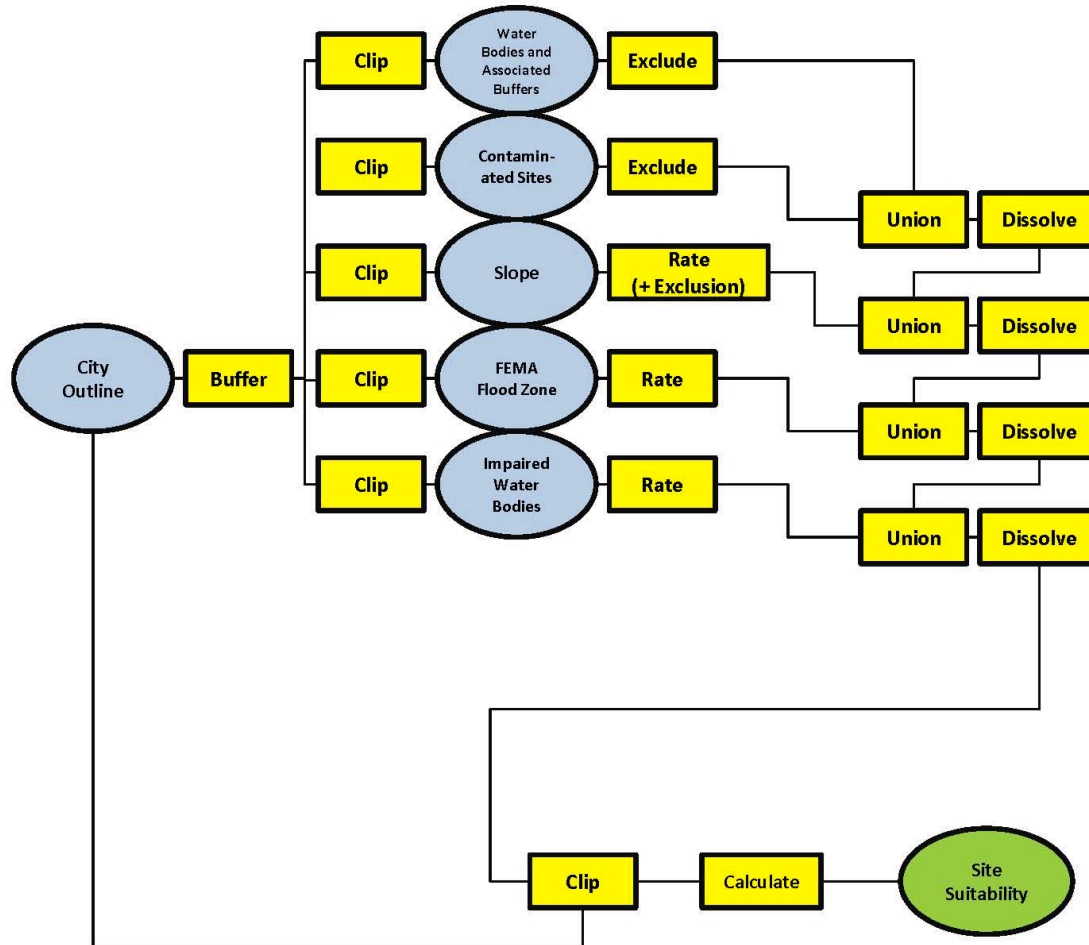 Clip
Water
Bodies and
Associated
Buffers
Exclude
Clip
Contamin-
ated Sites
Exclude
Union
Dissolve
Clip
Slope
Rate
(+ Exclusion)
Union
Dissolve
City
Outline
Buffer
Clip
FEMA
Flood Zone
Rate
Union
Dissolve
Clip
Impaired
Water
Bodies
Rate
Union
Dissolve
Clip
Calculate
Site
Suitability